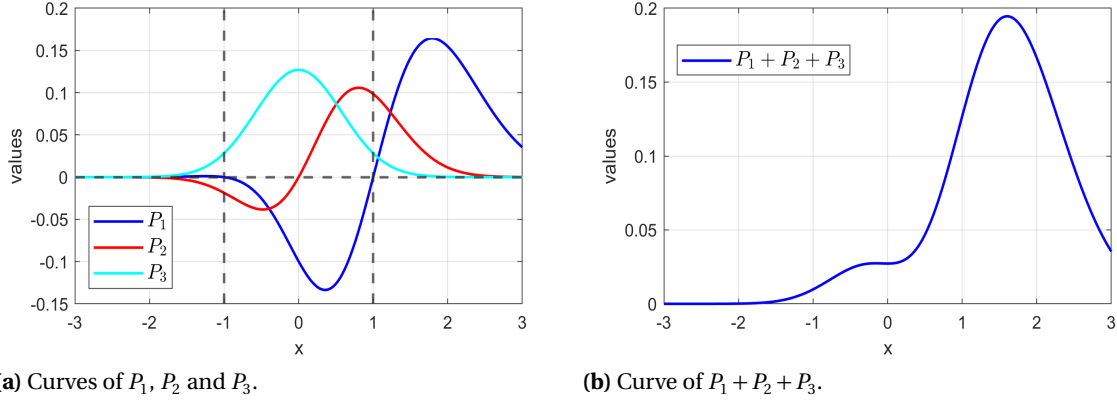 0.2
0.15
0.1
0.05
0
-0.05
-0.1
-0.15
values
-3 -2 -1 0 1 2 3
x
P₁
P₂
P₃
0.2
0.15
0.1
0.05
0
values
-3 -2 -1 0 1 2 3
x
P₁ + P₂ + P₃
(a) Curves of P₁, P₂ and P₃.
(b) Curve of P₁ + P₂ + P₃.